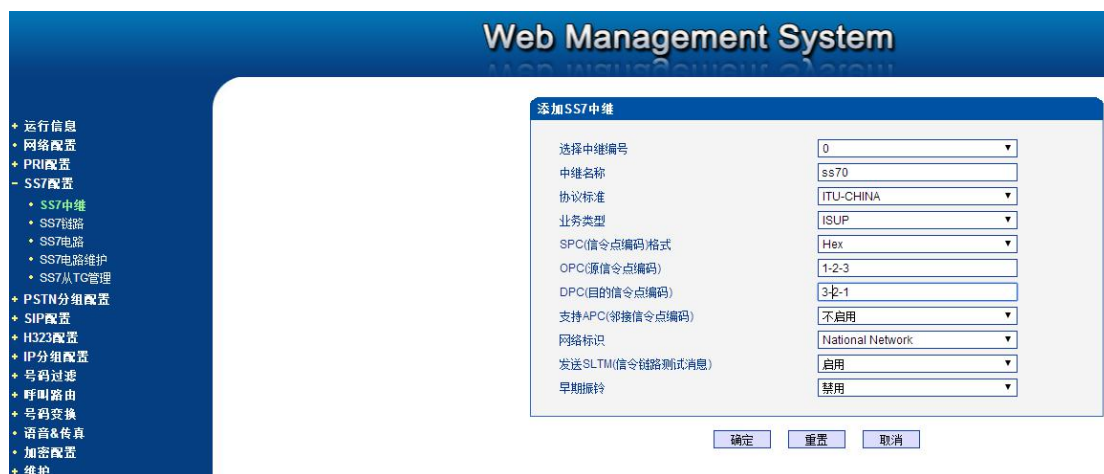 Web Management System
+ 运行信息
• 网络配置
+ PRI配置
- SS7配置
• SS7中继
• SS7链路
• SS7电路
• SS7电路维护
• SS7从TG管理
+ PSTN分组配置
+ SIP配置
+ H323配置
+ IP分组配置
+ 号码过滤
+ 呼叫路由
+ 号码变换
• 语音&传真
• 加密配置
+ 维护
添加SS7中继
选择中继编号 0
中继名称 ss70
协议标准 ITU-CHINA
业务类型 ISUP
SPC(信令点编码)格式 Hex
OPC(源信令点编码) 1-2-3
DPC(目的信令点编码) 3-2-1
支持APC(邻接信令点编码) 不启用
网络标识 National Network
发送SLTM(信令链路测试消息) 启用
早期振铃 禁用
确定 重置 取消